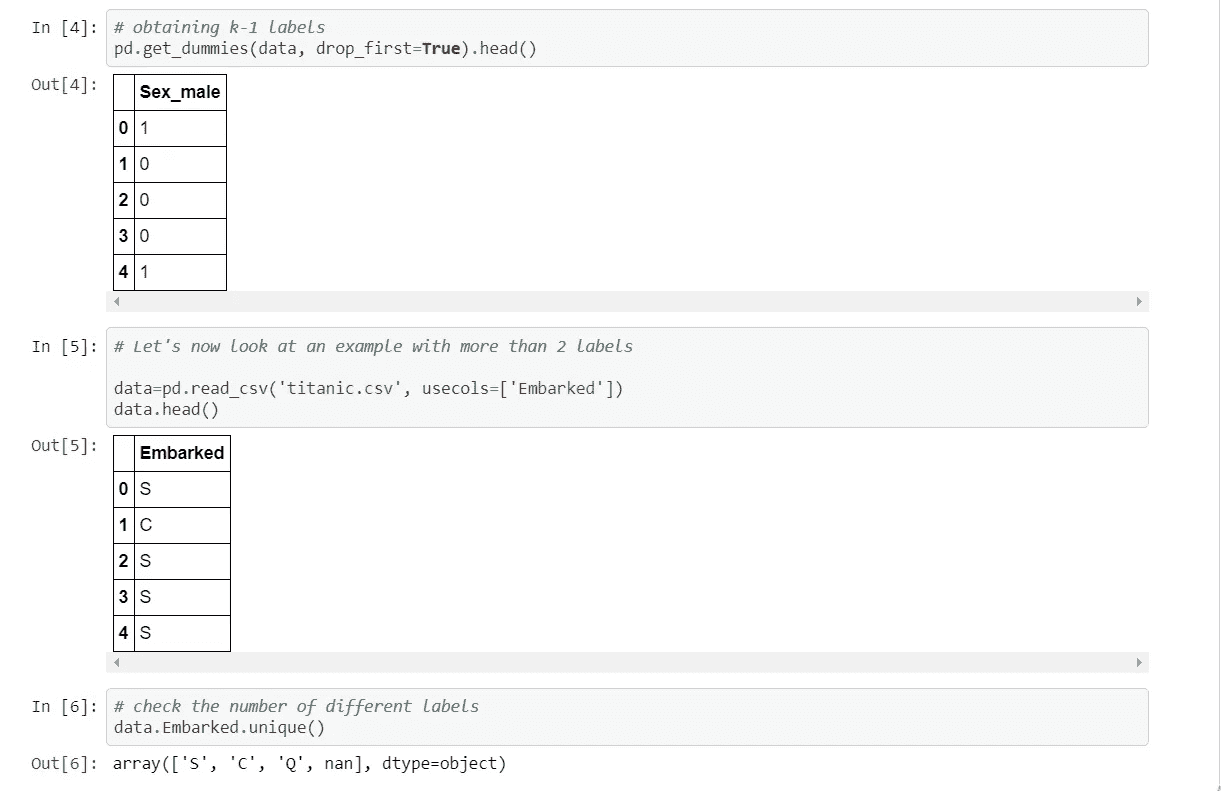 In [4]: # obtaining k-1 labels
pd.get_dummies(data, drop_first=True).head()
Out[4]:
Sex_male
0 1
1 0
2 0
3 0
4 1
In [5]: # Let's now look at an example with more than 2 labels
data=pd.read_csv('titanic.csv', usecols=['Embarked'])
data.head()
Out[5]:
Embarked
0 S
1 C
2 S
3 S
4 S
In [6]: # check the number of different labels
data.Embarked.unique()
Out[6]: array(['S', 'C', 'Q', nan], dtype=object)